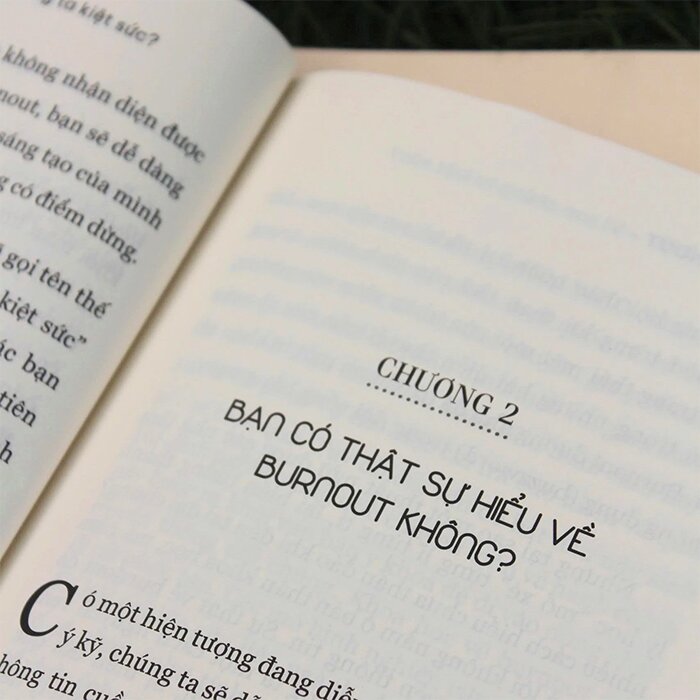 ta kiệt sức?
không nhận diện được
nout, bạn sẽ dễ dàng
sáng tạo của mình
có điểm dừng.
gọi tên thế
kiệt sức”
bạn
tiên
h
CHƯƠNG 2
BẠN CÓ THẬT SỰ HIỂU VỀ
BURNOUT KHÔNG?
Có một hiện tượng đang diễ
ý kỹ, chúng ta sẽ dễ
hông tin cuề